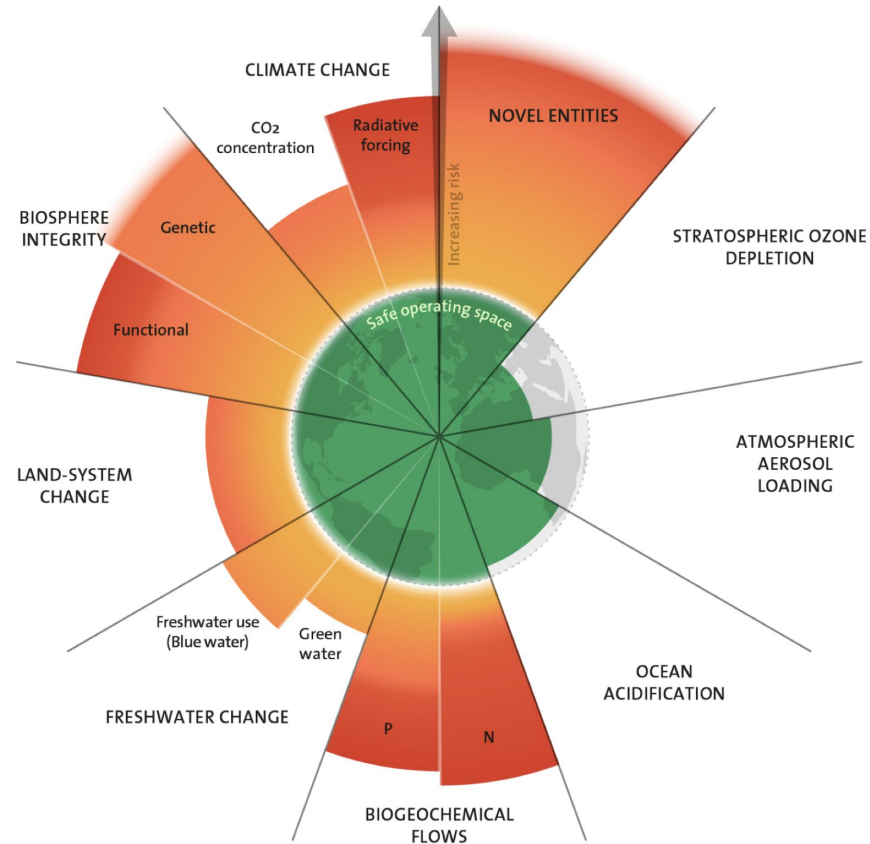 CLIMATE CHANGE
CO2
concentration
Radiative
forcing
NOVEL ENTITIES
Increasing risk
BIOSPHERE
INTEGRITY
Genetic
Functional
STRATOSPHERIC OZONE
DEPLETION
Safe operating space
ATMOSPHERIC
AEROSOL
LOADING
LAND-SYSTEM
CHANGE
Freshwater use
(Blue water)
Green
water
OCEAN
ACIDIFICATION
FRESHWATER CHANGE
P
N
BIOGEOCHEMICAL
FLOWS